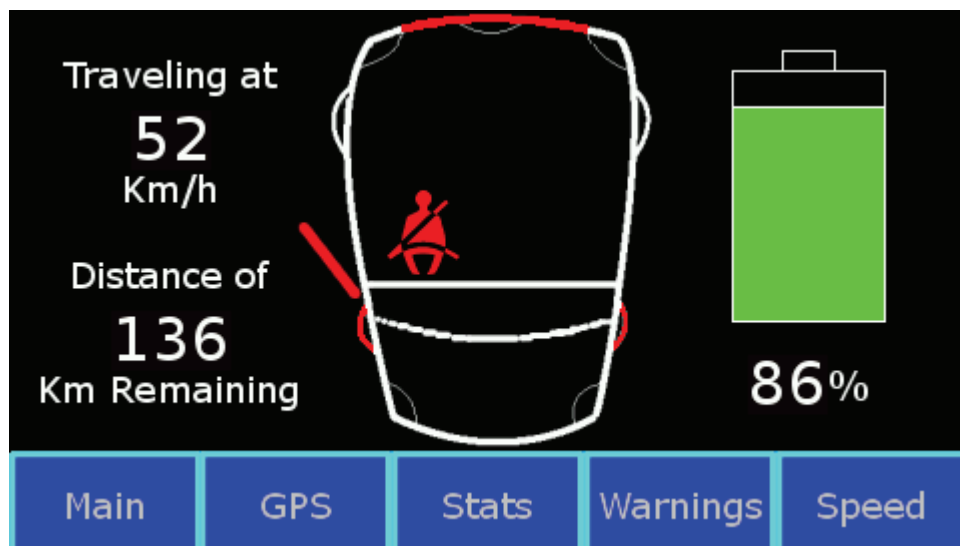 Traveling at
52
Km/h
Distance of
136
Km Remaining
86%
Main
GPS
Stats
Warnings
Speed